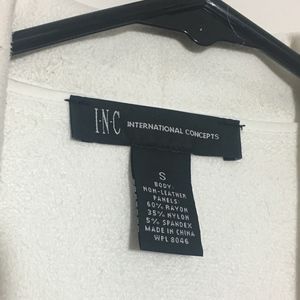 I·N·C INTERNATIONAL CONCEPTS
S
BODY:
NON-LEATHER
PANELS:
60% RAYON
35% NYLON
5% SPANDEX
MADE IN CHINA
WPL 8046